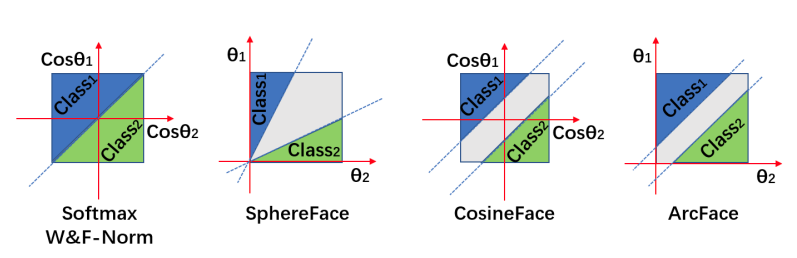 Cosθ1
Class1
Class2
Cosθ2
Softmax
W&F-Norm
θ1
Class1
Class2
θ2
SphereFace
Cosθ1
Class1
Class2
Cosθ2
CosineFace
θ1
Class1
Class2
θ2
ArcFace